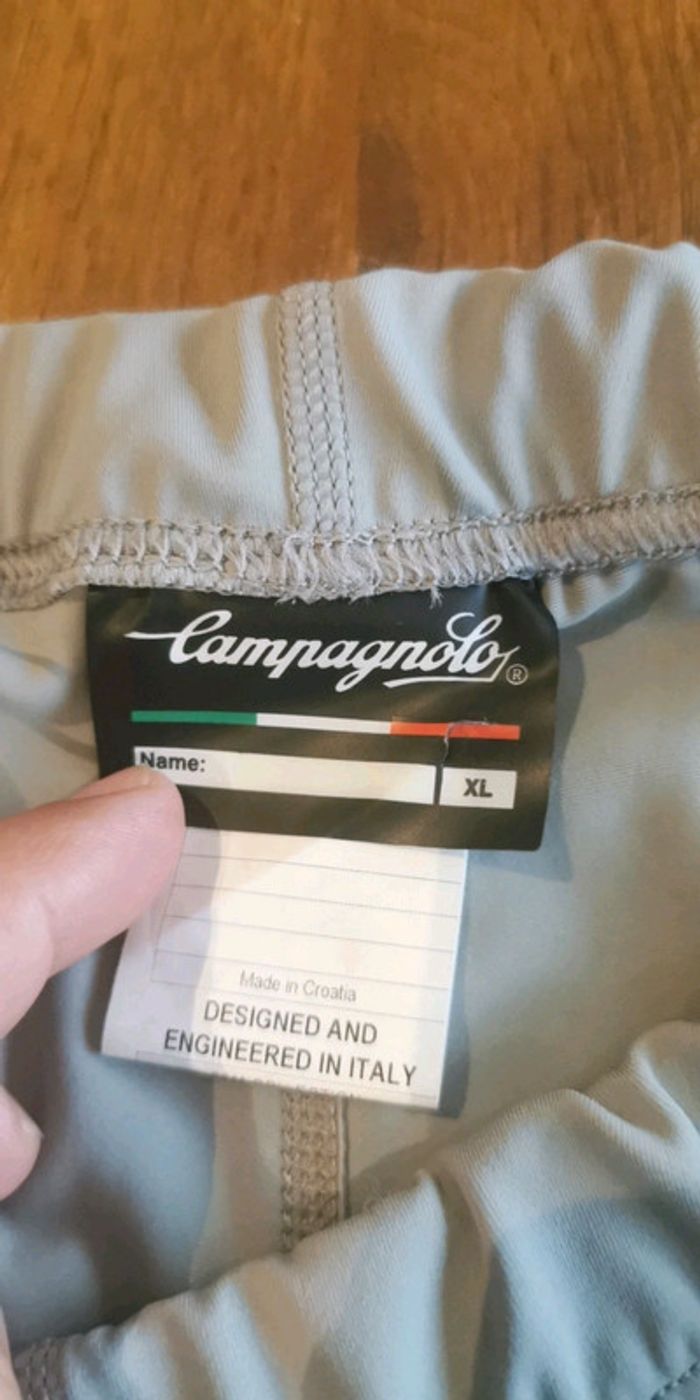 Campagnolo®
Name:
XL
Made in Croatia
DESIGNED AND
ENGINEERED IN ITALY